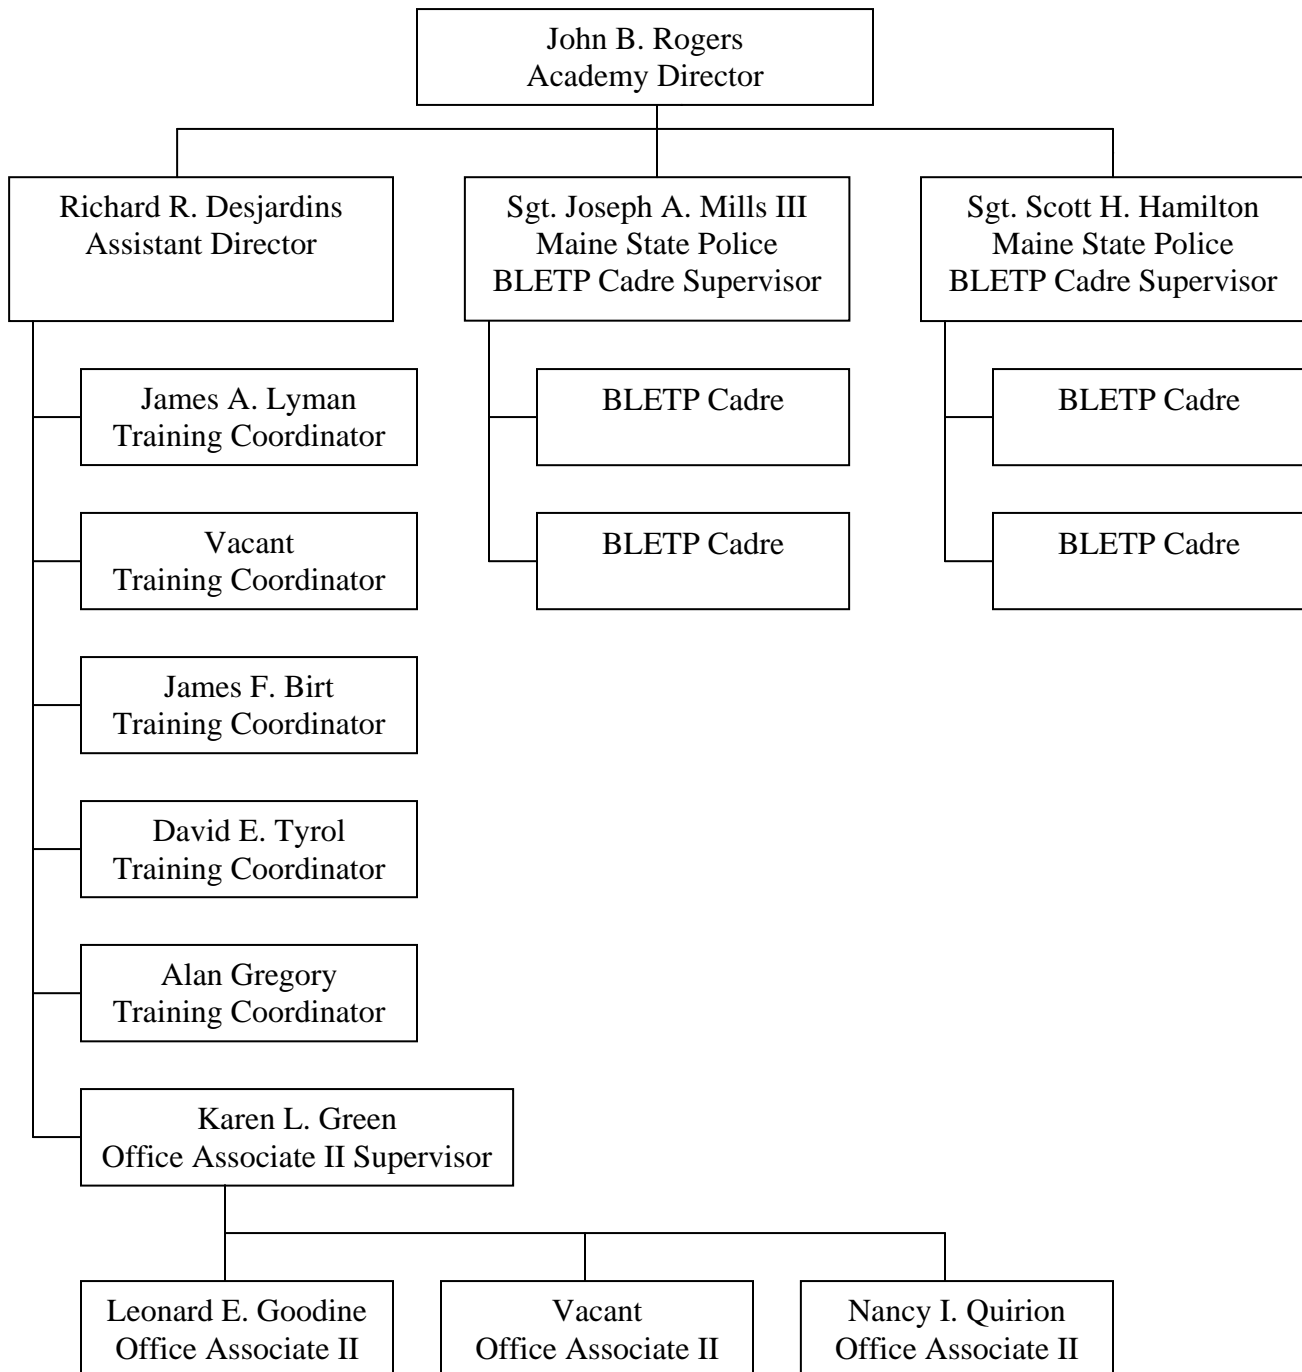 John B. Rogers
Academy Director
Richard R. Desjardins
Assistant Director
Sgt. Joseph A. Mills III
Maine State Police
BLETP Cadre Supervisor
Sgt. Scott H. Hamilton
Maine State Police
BLETP Cadre Supervisor
James A. Lyman
Training Coordinator
BLETP Cadre
BLETP Cadre
Vacant
Training Coordinator
BLETP Cadre
BLETP Cadre
James F. Birt
Training Coordinator
David E. Tyrol
Training Coordinator
Alan Gregory
Training Coordinator
Karen L. Green
Office Associate II Supervisor
Leonard E. Goodine
Office Associate II
Vacant
Office Associate II
Nancy I. Quirion
Office Associate II